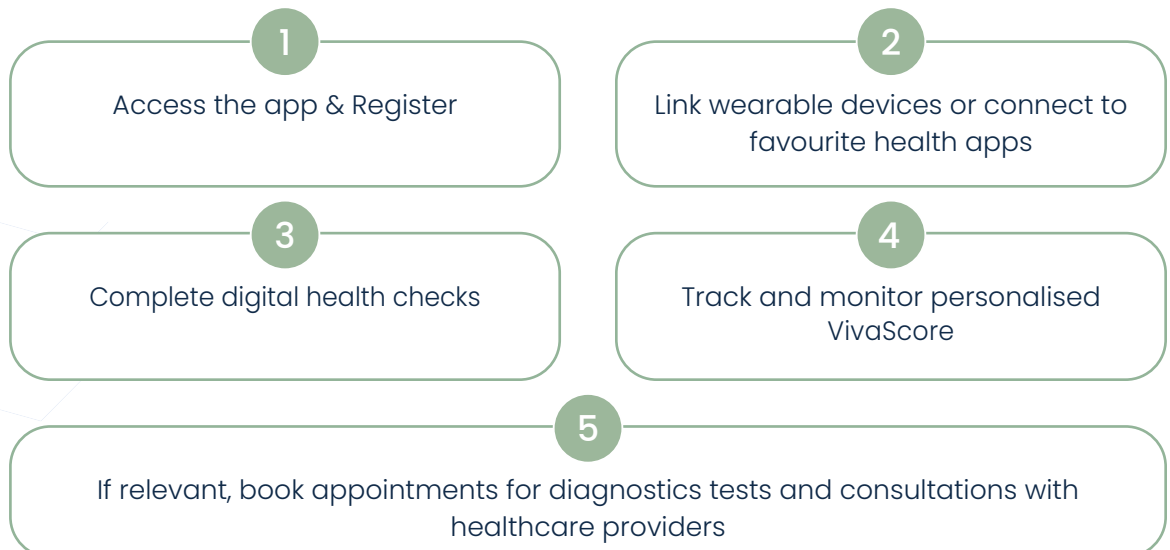 1
Access the app & Register
2
Link wearable devices or connect to
favourite health apps
3
Complete digital health checks
4
Track and monitor personalised
VivaScore
5
If relevant, book appointments for diagnostics tests and consultations with
healthcare providers